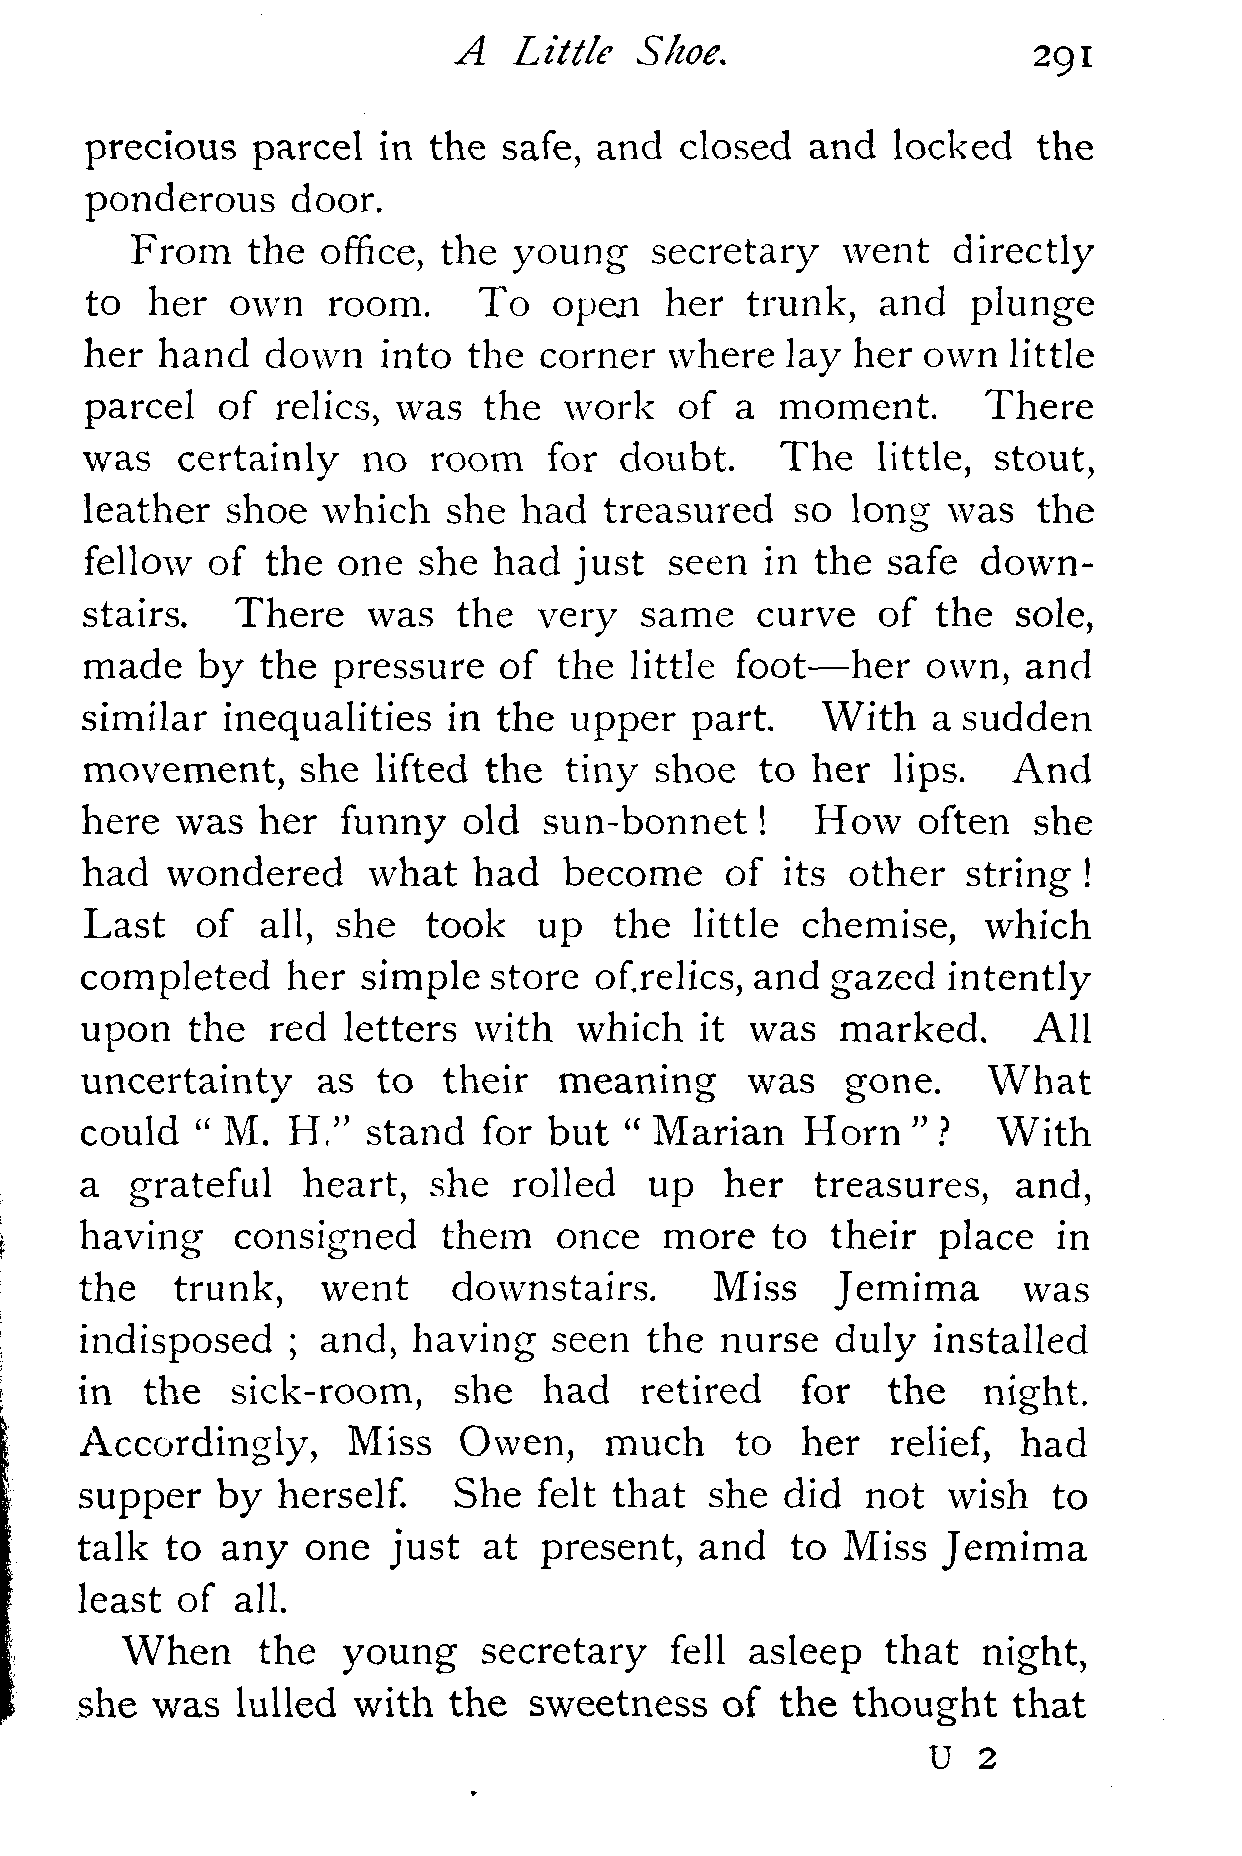 A Little Shoe. 291
precious parcel in the safe, and closed and locked the
ponderous door.
From the office, the young secretary went directly
to her own room. To open her trunk, and plunge
her hand down into the corner where lay her own little
parcel of relics, was the work of a moment. There
was certainly no room for doubt. The little, stout,
leather shoe which she had treasured so long was the
fellow of the one she had just seen in the safe down-
stairs. There was the very same curve of the sole,
made by the pressure of the little foot—her own, and
similar inequalities in the upper part. With a sudden
movement, she lifted the tiny shoe to her lips. And
here was her funny old sun-bonnet ! How often she
had wondered what had become of its other string !
Last of all, she took up the little chemise, which
completed her simple store of relics, and gazed intently
upon the red letters with which it was marked. All
uncertainty as to their meaning was gone. What
could “ M. H.” stand for but “ Marian Horn ” ? With
a grateful heart, she rolled up her treasures, and,
having consigned them once more to their place in
the trunk, went downstairs. Miss Jemima was
indisposed ; and, having seen the nurse duly installed
in the sick-room, she had retired for the night.
Accordingly, Miss Owen, much to her relief, had
supper by herself. She felt that she did not wish to
talk to any one just at present, and to Miss Jemima
least of all.
When the young secretary fell asleep that night,
she was lulled with the sweetness of the thought that
U 2